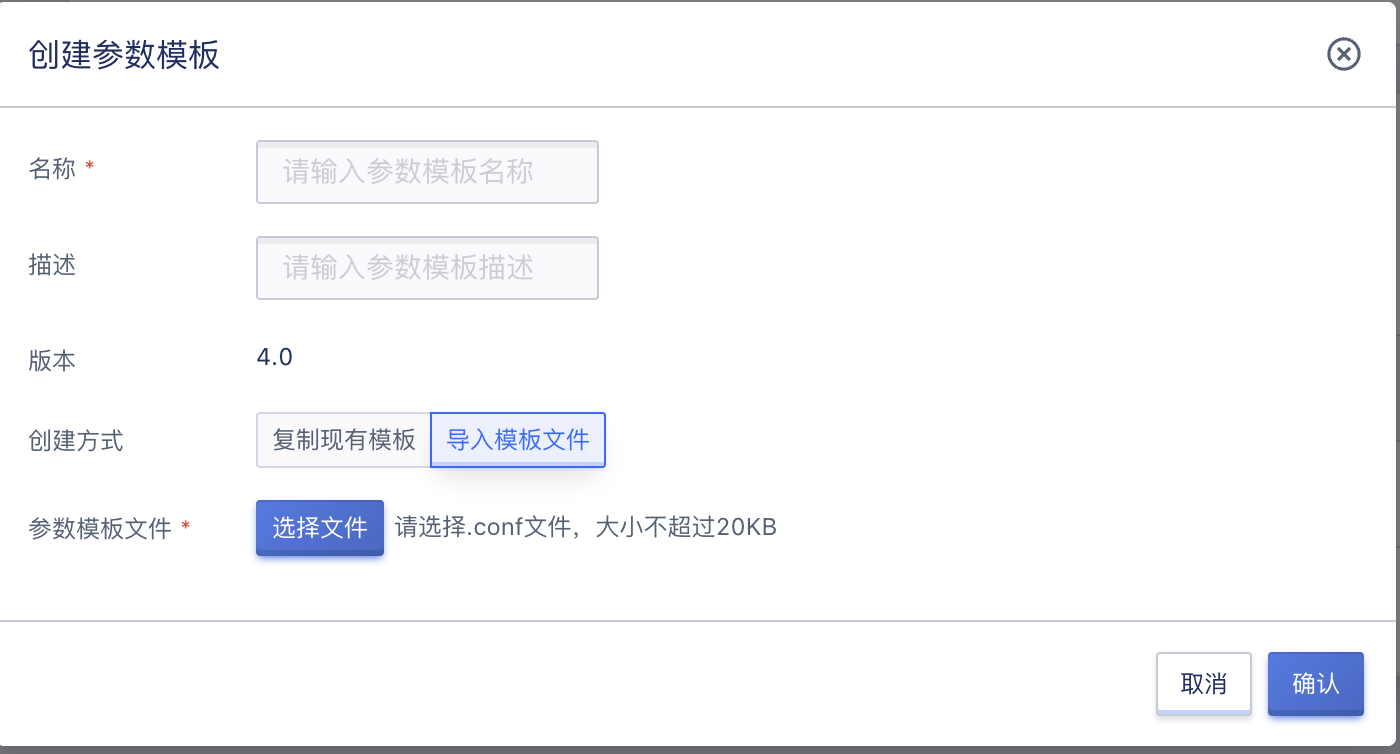 创建参数模板
名称 *
请输入参数模板名称
描述
请输入参数模板描述
版本
4.0
创建方式
复制现有模板 导入模板文件
参数模板文件 *
选择文件 请选择.conf文件，大小不超过20KB
取消 确认